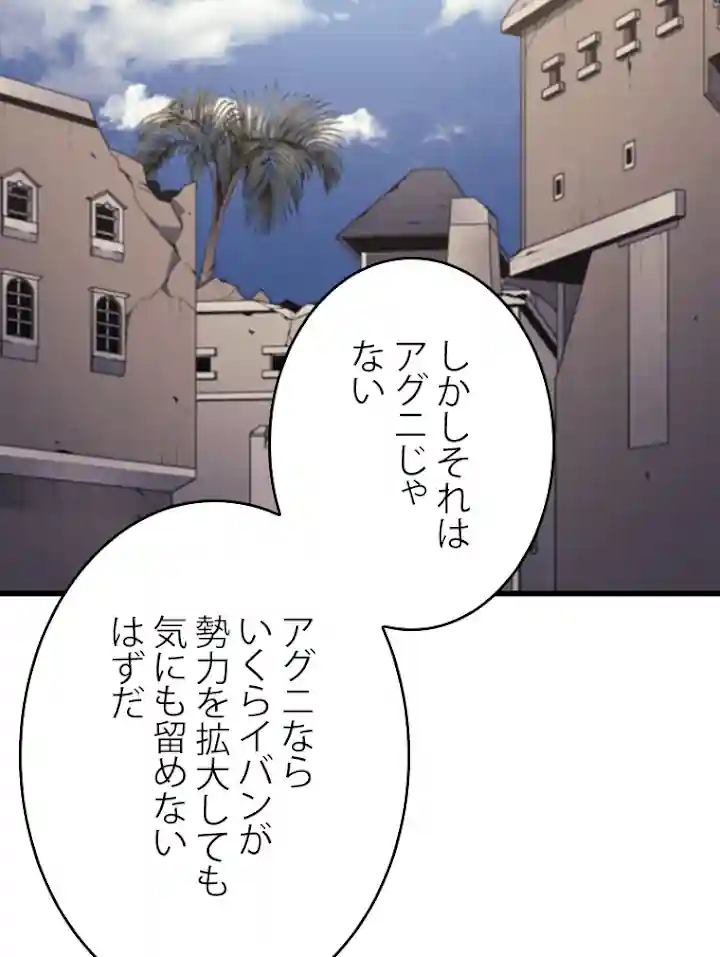 しかしそれは
アグニじゃ
ない
アグニなら
いくらイバンが
勢力を拡大しても
気にも留めない
はずだ